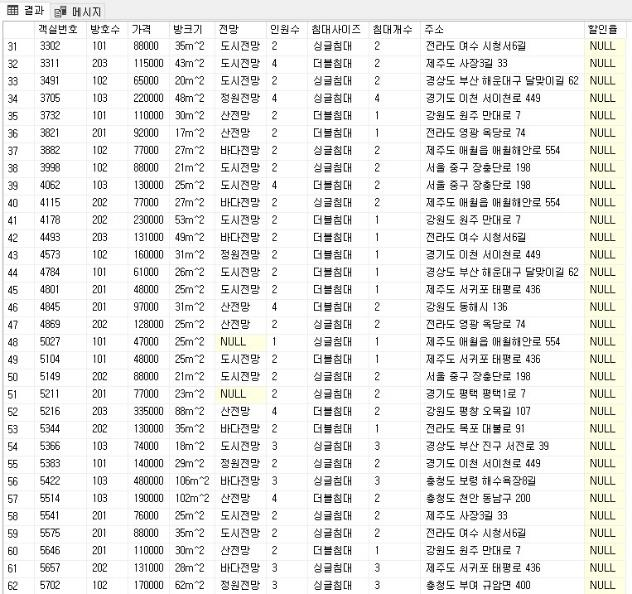 결과 메시지
객실번호 방호수 가격 방크기 전망 인원수 침대사이즈 침대개수 주소 할인율
31 3302 101 88000 35m^2 도시전망 2 싱글침대 2 전라도 여수 시청서6길 NULL
32 3311 203 115000 43m^2 도시전망 4 더블침대 2 제주도 사장3길 33 NULL
33 3491 102 65000 20m^2 도시전망 2 싱글침대 2 경상도 부산 해운대구 달맞이길 62 NULL
34 3705 103 220000 48m^2 정원전망 4 싱글침대 4 경기도 이천 서이천로 449 NULL
35 3732 101 110000 30m^2 산전망 2 더블침대 1 강원도 원주 만대로 7 NULL
36 3821 201 92000 17m^2 산전망 2 더블침대 1 전라도 영광 옥당로 74 NULL
37 3882 102 77000 27m^2 바다전망 2 싱글침대 2 제주도 애월읍 애월해안로 554 NULL
38 3998 102 88000 21m^2 도시전망 2 싱글침대 2 서울 중구 장충단로 198 NULL
39 4062 103 130000 25m^2 도시전망 4 더블침대 2 서울 중구 장충단로 198 NULL
40 4115 202 77000 27m^2 바다전망 2 싱글침대 2 제주도 애월읍 애월해안로 554 NULL
41 4178 202 230000 53m^2 도시전망 2 더블침대 1 강원도 원주 만대로 7 NULL
42 4493 203 131000 49m^2 바다전망 2 더블침대 1 전라도 여수 시청서6길 NULL
43 4573 102 160000 31m^2 정원전망 2 더블침대 1 경기도 이천 서이천로 449 NULL
44 4784 101 61000 26m^2 도시전망 2 더블침대 1 경상도 부산 해운대구 달맞이길 62 NULL
45 4801 201 48000 25m^2 도시전망 2 더블침대 1 제주도 서귀포 태평로 436 NULL
46 4845 201 97000 31m^2 산전망 4 더블침대 2 강원도 동해시 136 NULL
47 4869 202 128000 25m^2 산전망 2 싱글침대 2 전라도 영광 옥당로 74 NULL
48 5027 101 47000 25m^2 NULL 1 싱글침대 1 제주도 애월읍 애월해안로 554 NULL
49 5104 101 48000 25m^2 도시전망 2 더블침대 1 제주도 서귀포 태평로 436 NULL
50 5149 202 88000 21m^2 도시전망 2 싱글침대 2 서울 중구 장충단로 198 NULL
51 5211 201 77000 23m^2 NULL 2 싱글침대 2 경기도 평택 평택1로 7 NULL
52 5216 203 335000 88m^2 산전망 4 더블침대 2 강원도 평창 오목길 107 NULL
53 5344 202 130000 35m^2 바다전망 2 더블침대 1 전라도 목포 대불로 91 NULL
54 5366 103 74000 18m^2 도시전망 3 싱글침대 3 경상도 부산 진구 서전로 39 NULL
55 5383 101 140000 29m^2 정원전망 2 싱글침대 2 경기도 이천 서이천로 449 NULL
56 5422 103 480000 106m^2 바다전망 3 싱글침대 3 충청도 보령 해수욕장8길 NULL
57 5514 103 190000 102m^2 산전망 4 더블침대 2 충청도 천안 동남구 200 NULL
58 5541 201 76000 25m^2 도시전망 2 싱글침대 2 제주도 사장3길 33 NULL
59 5575 201 88000 35m^2 도시전망 2 싱글침대 2 전라도 여수 시청서6길 NULL
60 5646 201 110000 30m^2 산전망 2 더블침대 1 강원도 원주 만대로 7 NULL
61 5657 202 131000 28m^2 바다전망 3 싱글침대 3 제주도 서귀포 태평로 436 NULL
62 5702 102 170000 62m^2 정원전망 3 싱글침대 3 충청도 부여 규암면 400 NULL